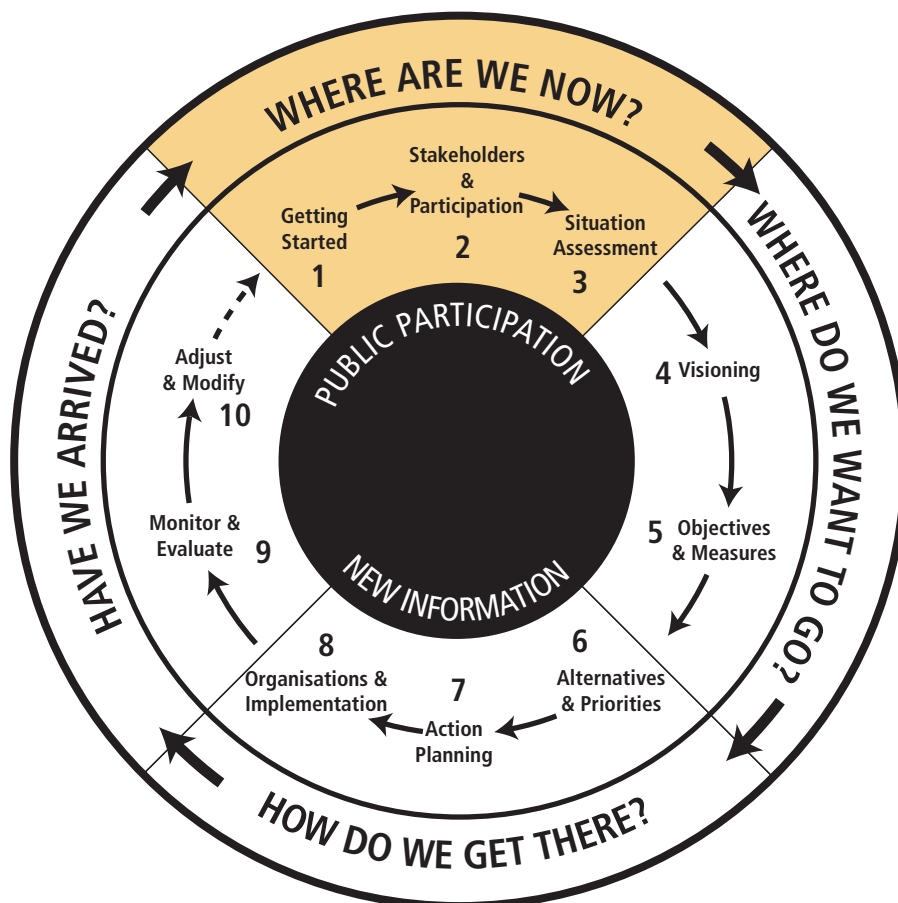 WHERE ARE WE NOW?
Getting
Started
1
Stakeholders
&
Participation
2
Situation
Assessment
3
WHERE DO WE WANT TO GO?
4 Visioning
5 Objectives
& Measures
HOW DO WE GET THERE?
6
Alternatives
& Priorities
7
Action
Planning
8
Organisations &
Implementation
HAVE WE ARRIVED?
Monitor &
Evaluate 9
Adjust
& Modify
10
PUBLIC PARTICIPATION
NEW INFORMATION